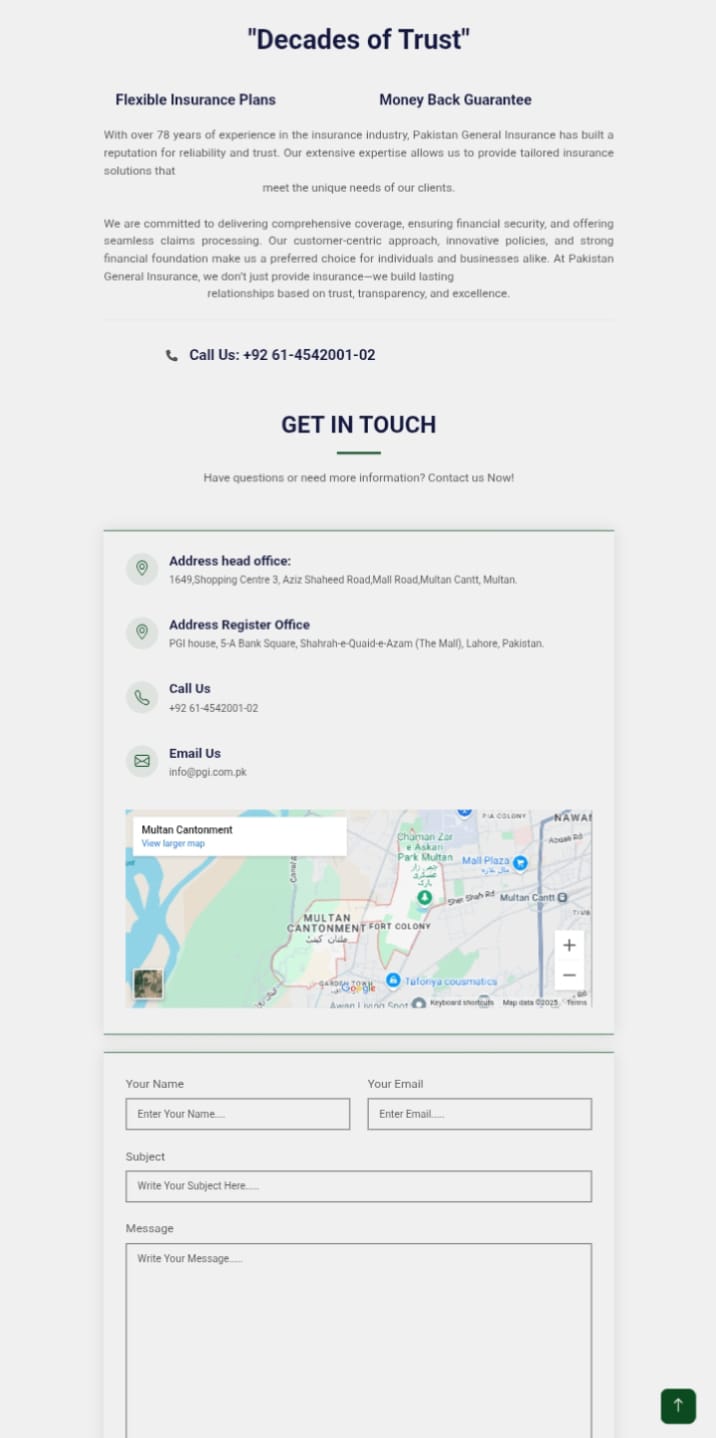 "Decades of Trust"
Flexible Insurance Plans
Money Back Guarantee
With over 78 years of experience in the insurance industry, Pakistan General Insurance has built a
reputation for reliability and trust. Our extensive expertise allows us to provide tailored insurance
solutions that
meet the unique needs of our clients.
We are committed to delivering comprehensive coverage, ensuring financial security, and offering
seamless claims processing. Our customer-centric approach, innovative policies, and strong
financial foundation make us a preferred choice for individuals and businesses alike. At Pakistan
General Insurance, we don't just provide insurance—we build lasting
relationships based on trust, transparency, and excellence.
Call Us: +92 61-4542001-02
GET IN TOUCH
Have questions or need more information? Contact us Now!
Address head office:
1649,Shopping Centre 3, Aziz Shaheed Road,Mall Road,Multan Cantt, Multan.
Address Register Office
PGI house, 5-A Bank Square, Shahrah-e-Quaid-e-Azam (The Mall), Lahore, Pakistan.
Call Us
+92 61-4542001-02
Email Us
info@pgi.com.pk
Multan Cantonment
View larger map
COLONY
Chaman Zar
e Askari
Park Multan
چمن زار
عسکری
پارک
Mall Plaza
مال پلازہ
Sher Shah Rd
Multan Cantt
MULTAN
CANTONMENT
ملتان کینٹ
FORT COLONY
GARDEN TOWN
Google
Tafonya cousmatics
Awan Living Spot
Keyboard shortcuts
Map data ©2025
Terms
Your Name
Your Email
Enter Your Name....
Enter Email.....
Subject
Write Your Subject Here.....
Message
Write Your Message.....